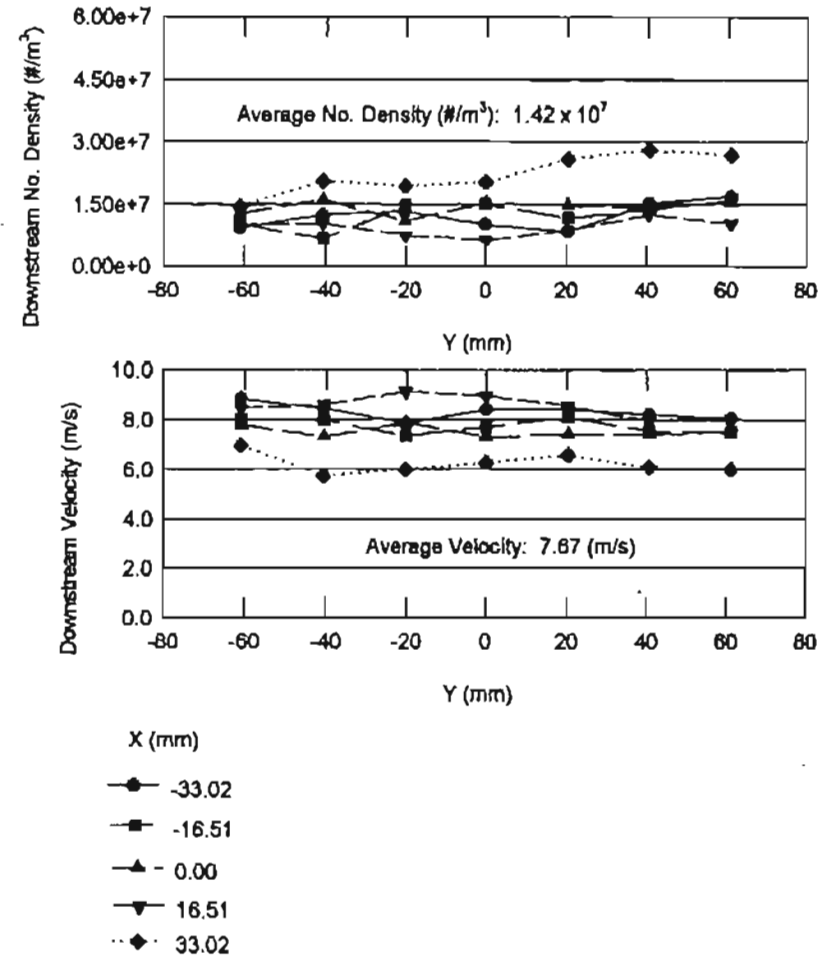 Downstream No. Density (#/m³)
6.00e+7
4.50e+7
3.00e+7
1.50e+7
0.00e+0
Average No. Density (#/m³): 1.42 x 10⁷
-80 -60 -40 -20 0 20 40 60 80
Y (mm)
Downstream Velocity (m/s)
10.0
8.0
6.0
4.0
2.0
0.0
Average Velocity: 7.67 (m/s)
-80 -60 -40 -20 0 20 40 60 80
Y (mm)
X (mm)
-33.02
-16.51
0.00
16.51
33.02